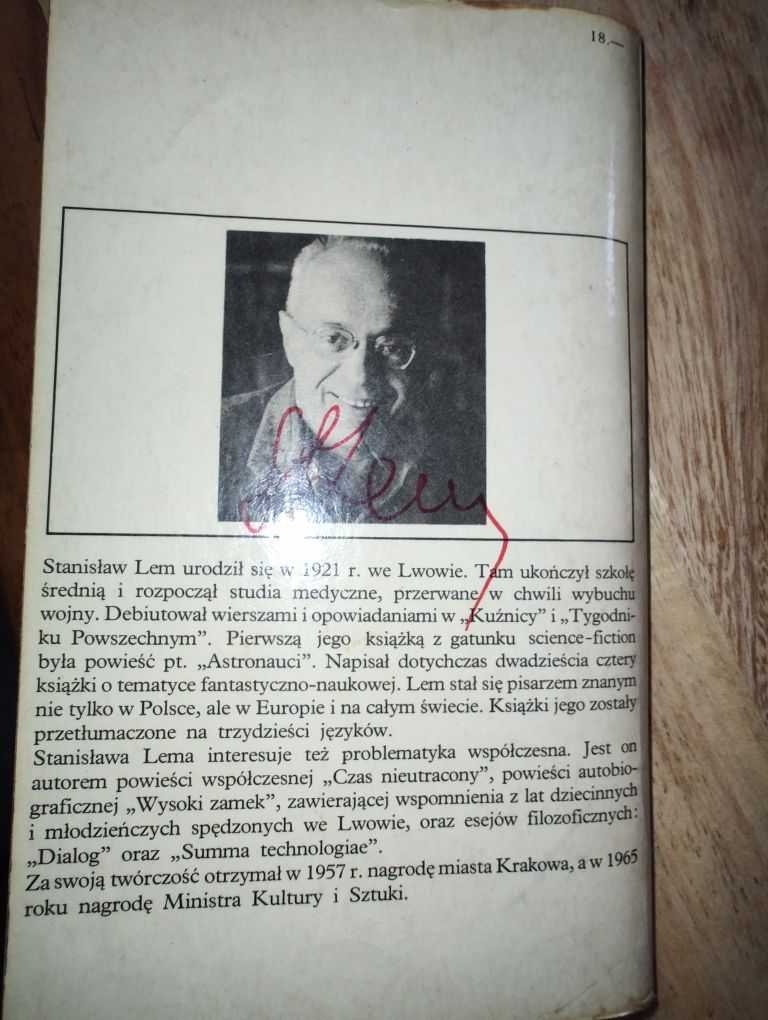 18,—
St Lem
Stanisław Lem urodził się w 1921 r. we Lwowie. Tam ukończył szkołę
średnią i rozpoczął studia medyczne, przerwane w chwili wybuchu
wojny. Debiutował wierszami i opowiadaniami w „Kuźnicy” i „Tygodni-
ku Powszechnym”. Pierwszą jego książką z gatunku science-fiction
była powieść pt. „Astronauci”. Napisał dotychczas dwadzieścia cztery
książki o tematyce fantastyczno-naukowej. Lem stał się pisarzem znanym
nie tylko w Polsce, ale w Europie i na całym świecie. Książki jego zostały
przetłumaczone na trzydzieści języków.
Stanisława Lema interesuje też problematyka współczesna. Jest on
autorem powieści współczesnej „Czas nieutracony”, powieści autobio-
graficznej „Wysoki zamek”, zawierającej wspomnienia z lat dziecinnych
i młodzieńczych spędzonych we Lwowie, oraz esejów filozoficznych:
„Dialog” oraz „Summa technologiae”.
Za swoją twórczość otrzymał w 1957 r. nagrodę miasta Krakowa, a w 1965
roku nagrodę Ministra Kultury i Sztuki.